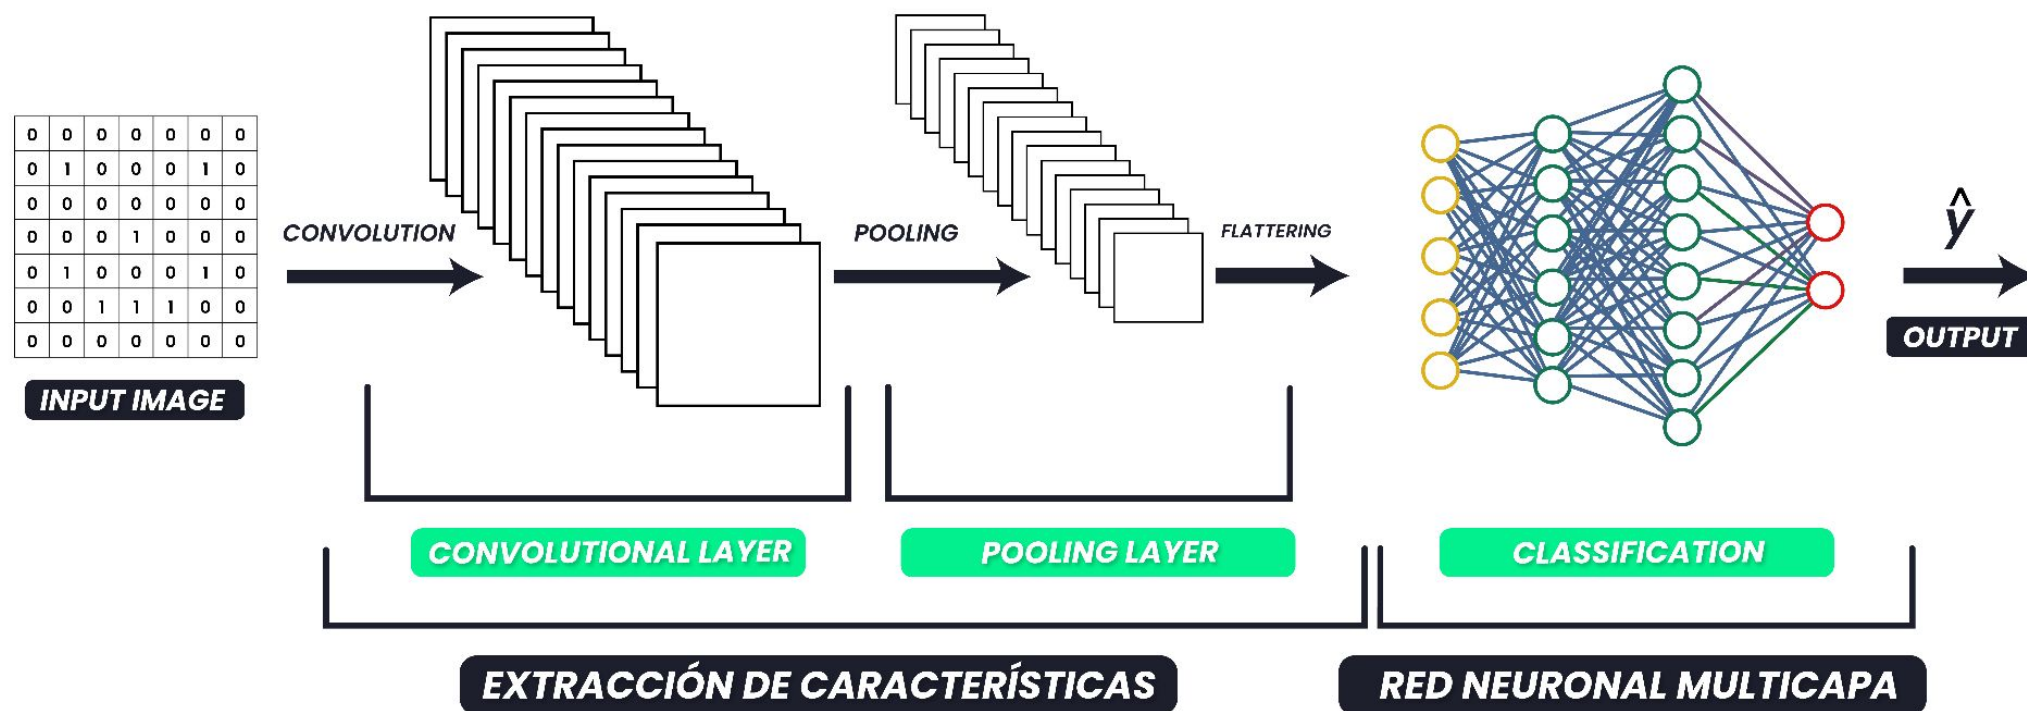 0 0 0 0 0 0 0
0 1 0 0 0 1 0
0 0 0 0 0 0 0
0 0 0 1 0 0 0
0 1 0 0 0 1 0
0 0 1 1 1 0 0
0 0 0 0 0 0 0
INPUT IMAGE
CONVOLUTION
POOLING
FLATTERING
ŷ
OUTPUT
CONVOLUTIONAL LAYER
POOLING LAYER
CLASSIFICATION
EXTRACCIÓN DE CARACTERÍSTICAS
RED NEURONAL MULTICAPA